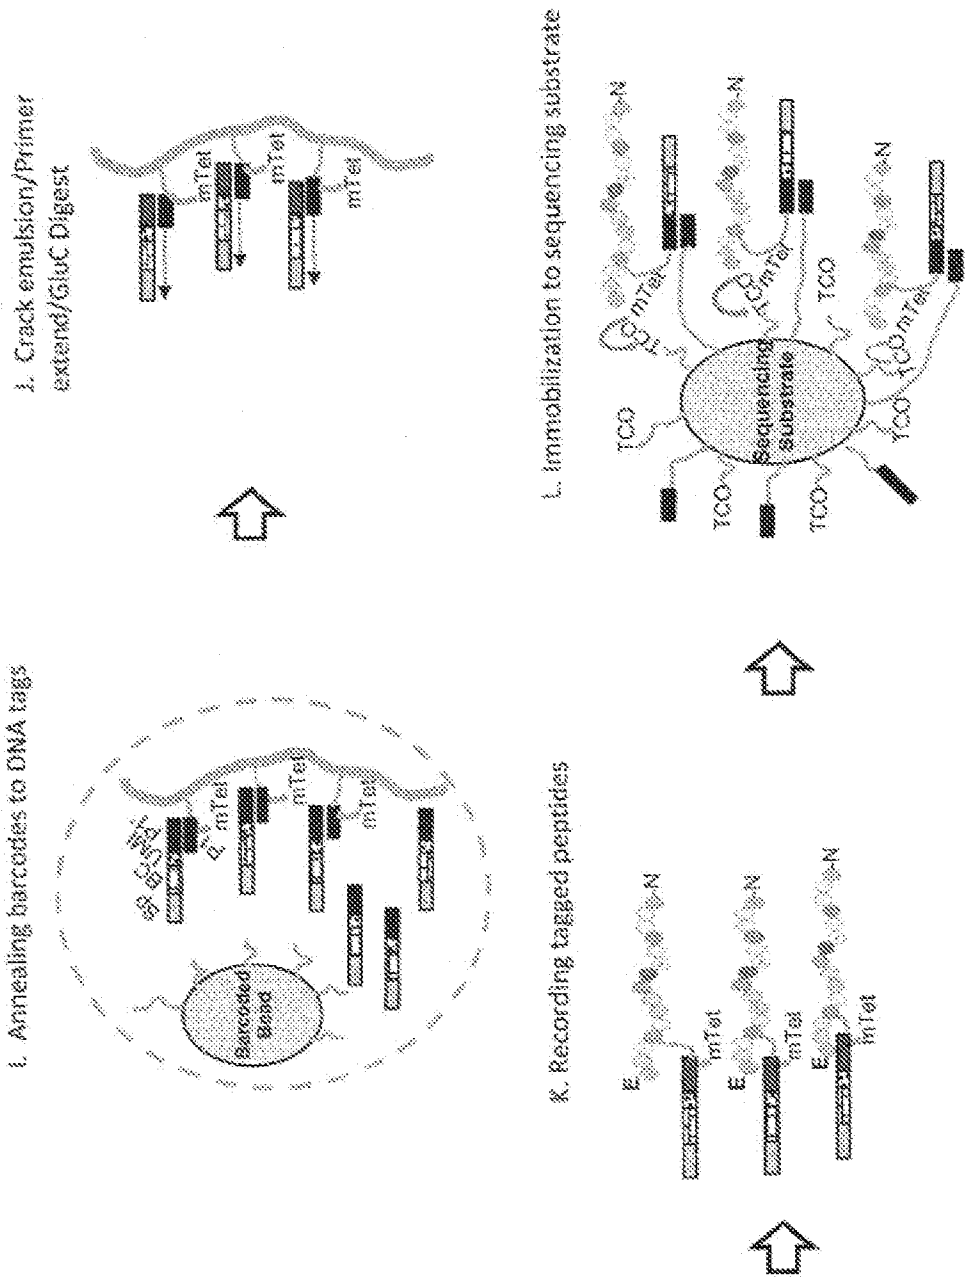 I. Annealing barcodes to DNA tags
Barcoded
Bead
mTet
mTet
mTet
J. Crack emulsion/Primer
extend/GluC Digest
mTet
mTet
mTet
K. Recording tagged peptides
E
N
mTet
E
N
mTet
E
N
mTet
L. Immobilization to sequencing substrate
Sequencing
Substrate
TCO
TCO
TCO
TCO
mTet
N
TCO
mTet
N
TCO
TCO
mTet
N
TCO